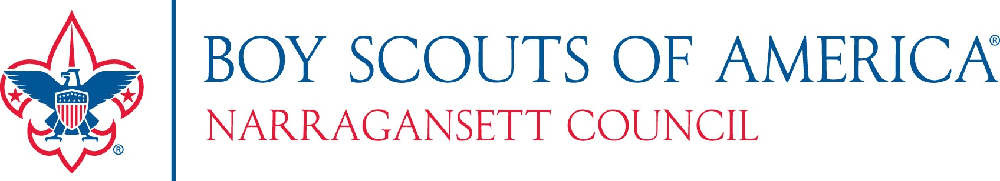 BOY SCOUTS OF AMERICA®
NARRAGANSETT COUNCIL
®